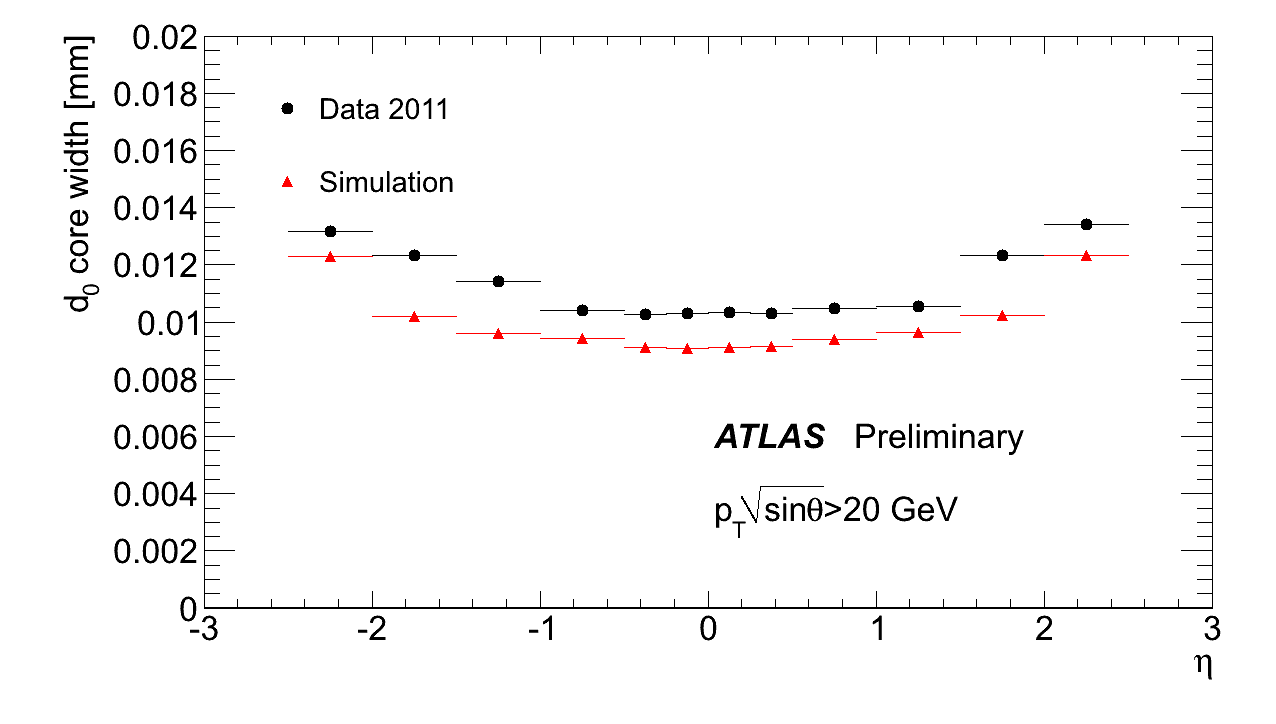 d0 core width [mm]
0.02
0.018
0.016
0.014
0.012
0.01
0.008
0.006
0.004
0.002
0
Data 2011
Simulation
ATLAS Preliminary
pT√sinθ>20 GeV
-3 -2 -1 0 1 2 3
η